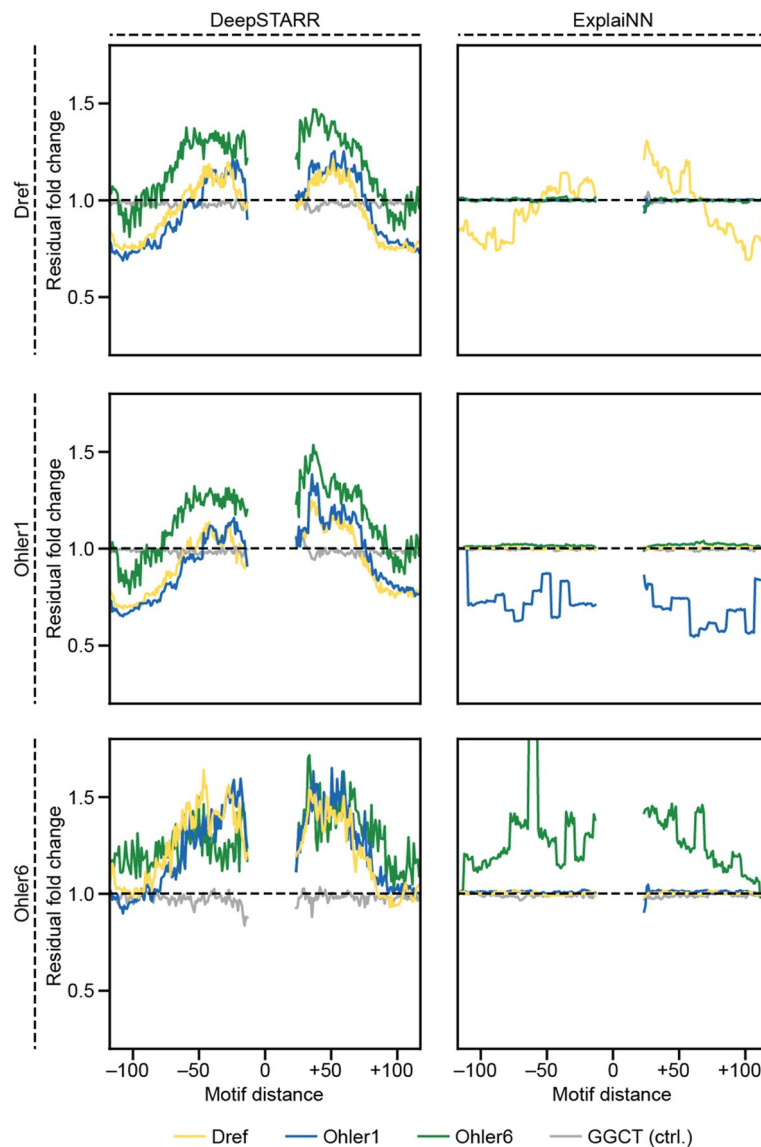 DeepSTARR
ExplaiNN
Dref
Residual fold change
1.5
1.0
0.5
Ohler1
Residual fold change
1.5
1.0
0.5
Ohler6
Residual fold change
1.5
1.0
0.5
–100 –50 0 +50 +100
–100 –50 0 +50 +100
Motif distance
Motif distance
Dref Ohler1 Ohler6 GGCT (ctrl.)